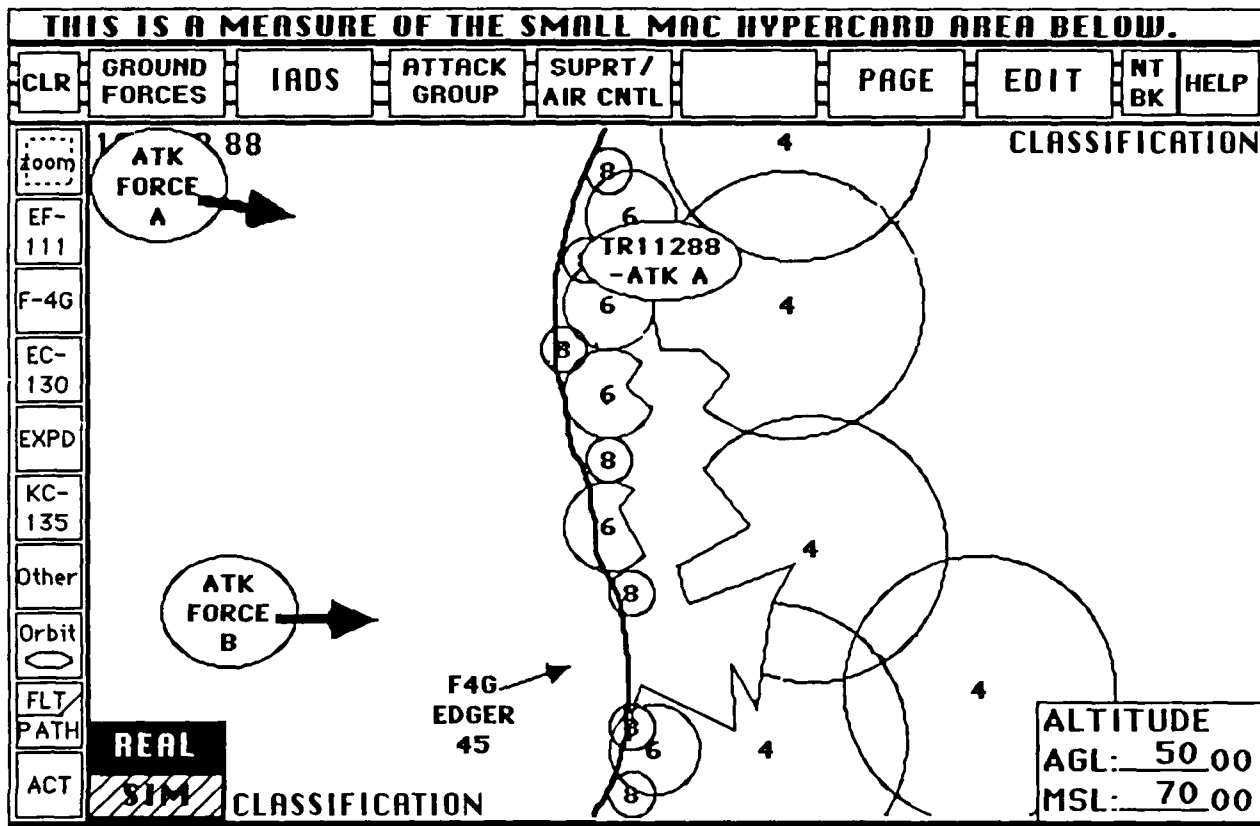 THIS IS A MEASURE OF THE SMALL MAC HYPERCARD AREA BELOW.
CLR
GROUND
FORCES
IADS
ATTACK
GROUP
SUPRT/
AIR CNTL
PAGE
EDIT
NT
BK
HELP
zoom
EF-
111
F-4G
EC-
130
EXPD
KC-
135
Other
Orbit
FLT
PATH
ACT
88
CLASSIFICATION
ATK
FORCE
A
4
8
6
TR11288
-ATK A
6
4
8
6
8
6
4
8
ATK
FORCE
B
F4G
EDGER
45
4
8
6
4
8
REAL
SIM
CLASSIFICATION
ALTITUDE
AGL: 50 00
MSL: 70 00